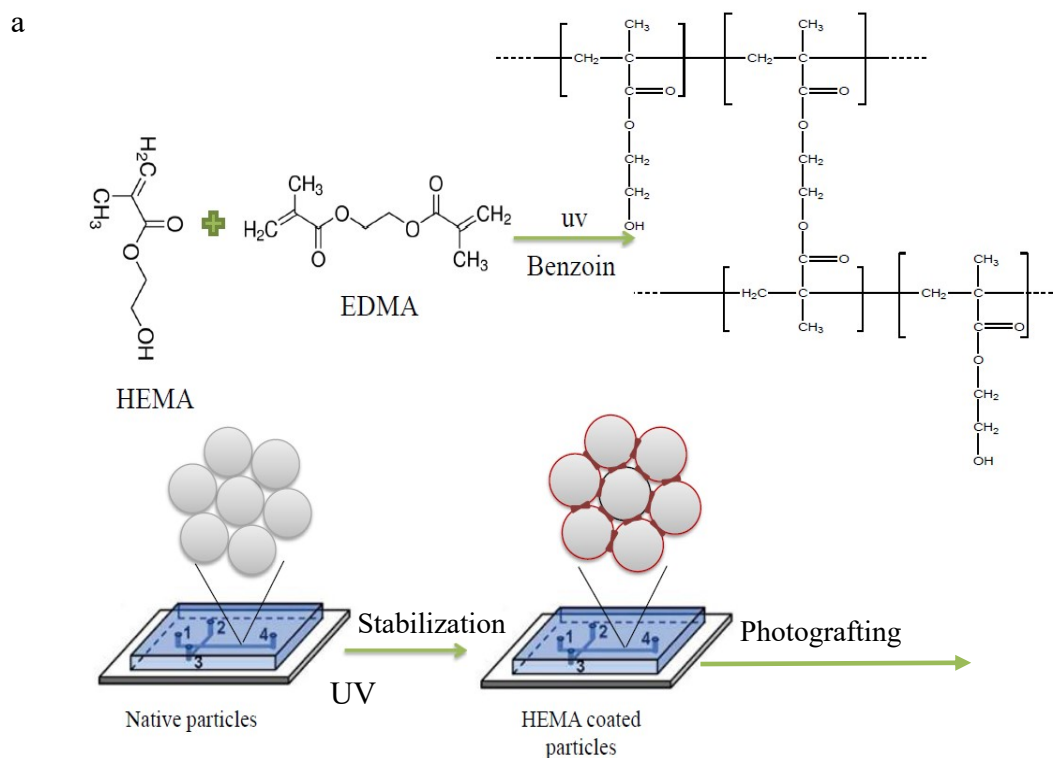 a
CH₃
CH₃
CH₂
C
CH₂
C
C
O
C
O
O
O
CH₂
CH₂
CH₂
CH₂
OH
O
C
O
H₂C
C
CH₂
C
CH₃
CH₃
C
O
O
CH₂
CH₂
OH
H₂C
CH₃
O
O
OH
HEMA
CH₃
H₂C
O
O
O
O
CH₂
CH₃
EDMA
uv
Benzoin
1
2
3
4
Native particles
Stabilization
UV
1
2
3
4
HEMA coated
particles
Photografting